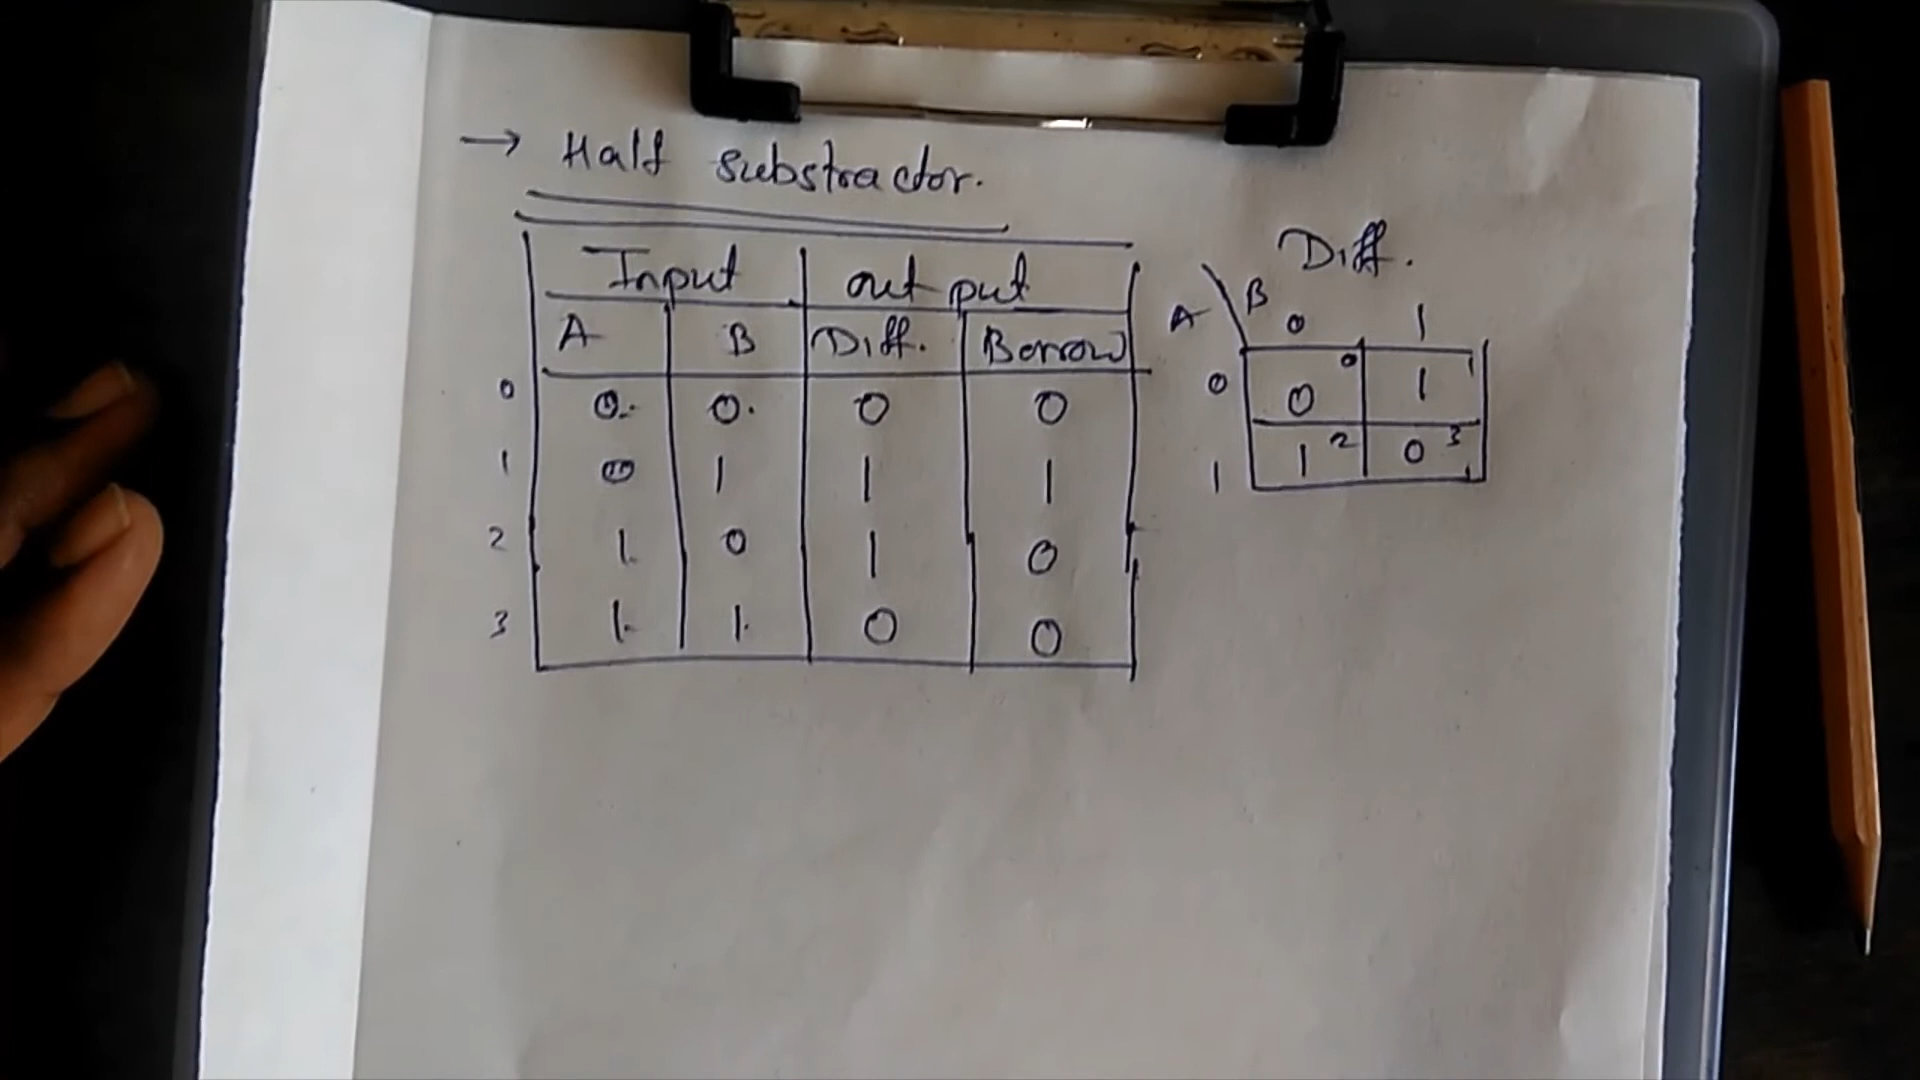 → Half substractor.
Input output
A B Diff. Borrow
0 0. 0. 0 0
1 0 1 1 1
2 1. 0 1 0
3 1. 1. 0 0
Diff.
A B 0 1
0 0 0 1 1
1 1 2 0 3